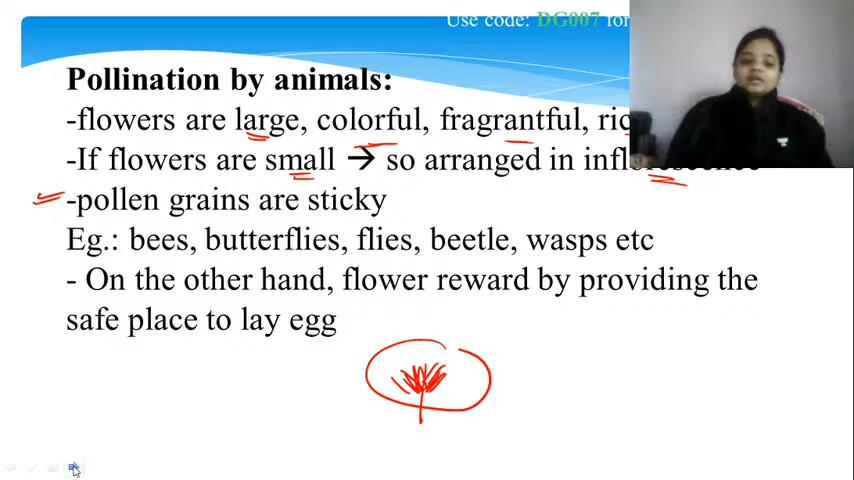 Use code: DG007 for
Pollination by animals:
-flowers are large, colorful, fragrantful,
-If flowers are small → so arranged in inflorescence
-pollen grains are sticky
Eg.: bees, butterflies, flies, beetle, wasps etc
- On the other hand, flower reward by providing the
safe place to lay egg